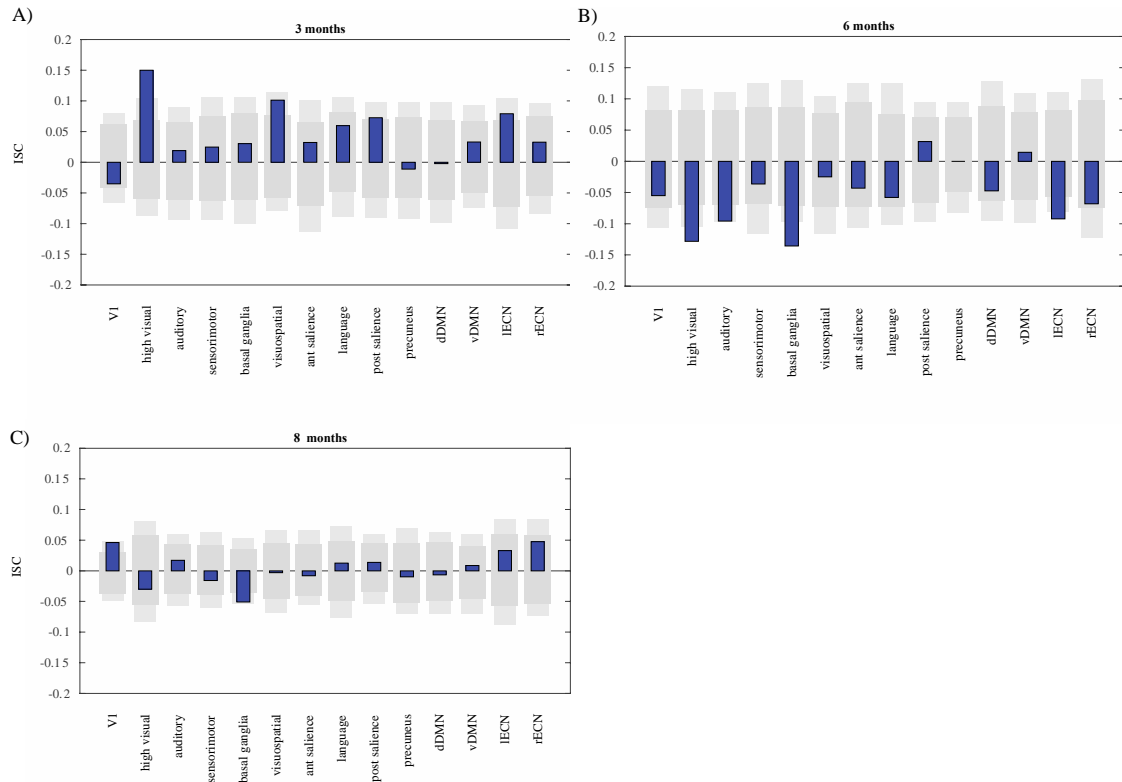 A)
3 months
0.2
0.15
0.1
0.05
0
-0.05
-0.1
-0.15
-0.2
ISC
V1
high visual
auditory
sensorimotor
basal ganglia
visuospatial
ant salience
language
post salience
precuneus
dDMN
vDMN
lECN
rECN
B)
6 months
0.2
0.15
0.1
0.05
0
-0.05
-0.1
-0.15
-0.2
ISC
V1
high visual
auditory
sensorimotor
basal ganglia
visuospatial
ant salience
language
post salience
precuneus
dDMN
vDMN
lECN
rECN
C)
8 months
0.2
0.15
0.1
0.05
0
-0.05
-0.1
-0.15
-0.2
ISC
V1
high visual
auditory
sensorimotor
basal ganglia
visuospatial
ant salience
language
post salience
precuneus
dDMN
vDMN
lECN
rECN